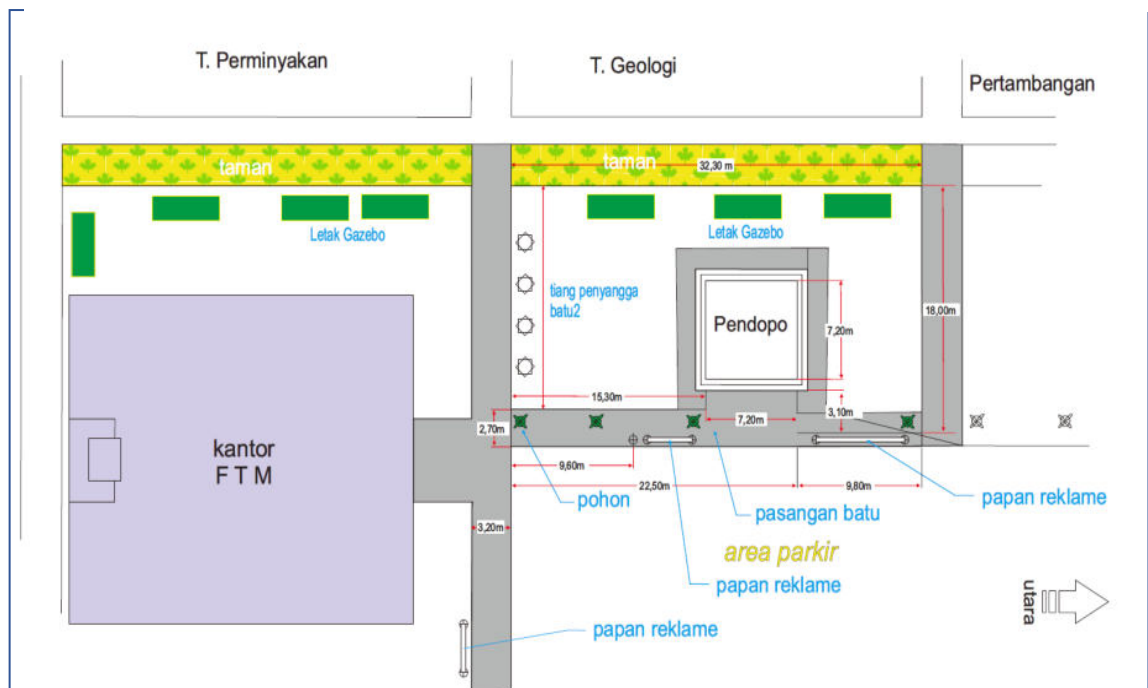 T. Perminyakan
T. Geologi
Pertambangan
taman
taman
32,30 m
Letak Gazebo
Letak Gazebo
tiang penyangga
batu2
Pendopo
7,20m
18,00m
15,30m
3,10m
2,70m
7,20m
kantor
F T M
9,60m
22,50m
9,80m
pohon
pasangan batu
papan reklame
3,20m
area parkir
papan reklame
utara
papan reklame